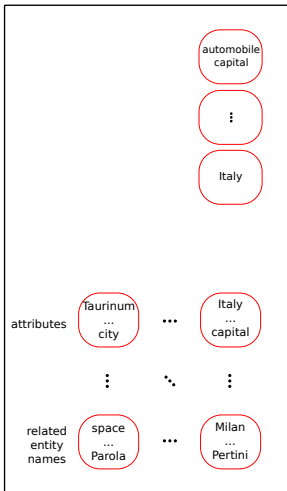 automobile
capital
⋮
Italy
attributes
Taurinum
...
city
...
Italy
...
capital
⋮
⋱
⋮
related
entity
names
space
...
Parola
...
Milan
...
Pertini